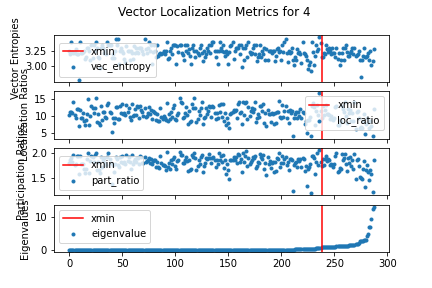 Vector Localization Metrics for 4
Vector Entropies
3.25
3.00
xmin
vec_entropy
Localization Ratios
15
10
5
xmin
loc_ratio
Participation Ratios
2.0
1.5
xmin
part_ratio
Eigenvalues
10
0
xmin
eigenvalue
0
50
100
150
200
250
300